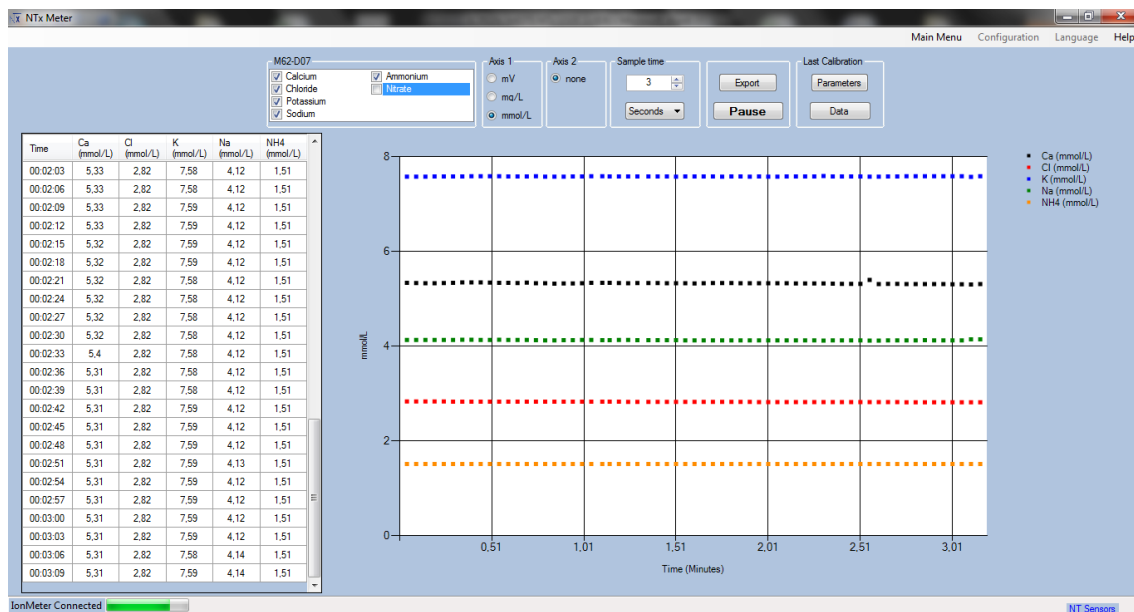 NTx Meter
Main Menu Configuration Language Help
M62-D07
Calcium Ammonium
Chloride Nitrate
Potassium
Sodium
Axis 1
mV
mg/L
mmol/L
Axis 2
none
Sample time
3
Seconds
Export
Pause
Last Calibration
Parameters
Data
Time Ca (mmol/L) Cl (mmol/L) K (mmol/L) Na (mmol/L) NH4 (mmol/L)
00:02:03 5,33 2,82 7,58 4,12 1,51
00:02:06 5,33 2,82 7,58 4,12 1,51
00:02:09 5,33 2,82 7,59 4,12 1,51
00:02:12 5,33 2,82 7,59 4,12 1,51
00:02:15 5,32 2,82 7,59 4,12 1,51
00:02:18 5,32 2,82 7,59 4,12 1,51
00:02:21 5,32 2,82 7,58 4,12 1,51
00:02:24 5,32 2,82 7,58 4,12 1,51
00:02:27 5,32 2,82 7,58 4,12 1,51
00:02:30 5,32 2,82 7,58 4,12 1,51
00:02:33 5,4 2,82 7,58 4,12 1,51
00:02:36 5,31 2,82 7,58 4,12 1,51
00:02:39 5,31 2,82 7,58 4,12 1,51
00:02:42 5,31 2,82 7,59 4,12 1,51
00:02:45 5,31 2,82 7,59 4,12 1,51
00:02:48 5,31 2,82 7,59 4,12 1,51
00:02:51 5,31 2,82 7,59 4,13 1,51
00:02:54 5,31 2,82 7,59 4,12 1,51
00:02:57 5,31 2,82 7,59 4,12 1,51
00:03:00 5,31 2,82 7,59 4,12 1,51
00:03:03 5,31 2,82 7,59 4,12 1,51
00:03:06 5,31 2,82 7,58 4,14 1,51
00:03:09 5,31 2,82 7,59 4,14 1,51
mmol/L
8
6
4
2
0
0,51 1,01 1,51 2,01 2,51 3,01
Time (Minutes)
Ca (mmol/L)
Cl (mmol/L)
K (mmol/L)
Na (mmol/L)
NH4 (mmol/L)
IonMeter Connected
NT Sensors